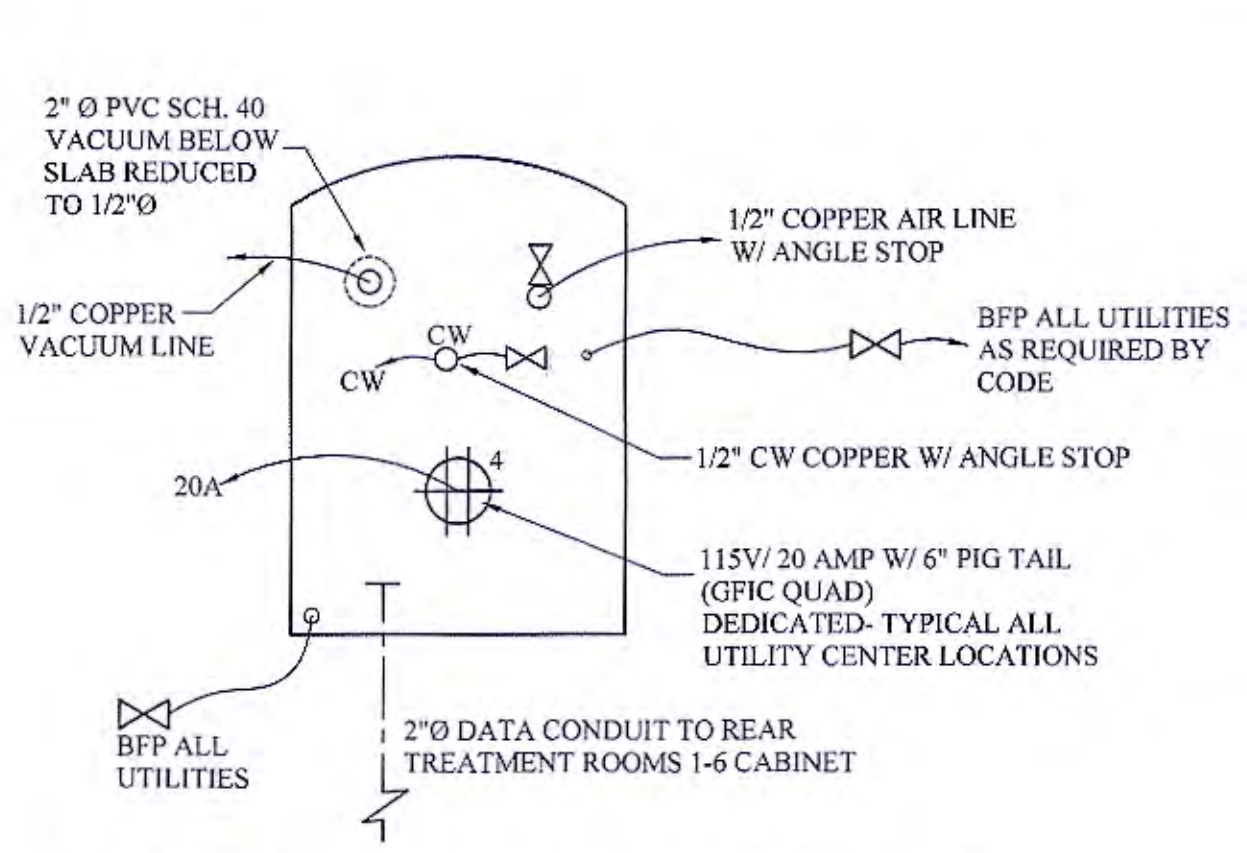 2" Ø PVC SCH. 40
VACUUM BELOW
SLAB REDUCED
TO 1/2"Ø
1/2" COPPER AIR LINE
W/ ANGLE STOP
1/2" COPPER
VACUUM LINE
BFP ALL UTILITIES
AS REQUIRED BY
CODE
CW
CW
1/2" CW COPPER W/ ANGLE STOP
4
20A
115V/ 20 AMP W/ 6" PIG TAIL
(GFIC QUAD)
DEDICATED- TYPICAL ALL
UTILITY CENTER LOCATIONS
BFP ALL
UTILITIES
2"Ø DATA CONDUIT TO REAR
TREATMENT ROOMS 1-6 CABINET